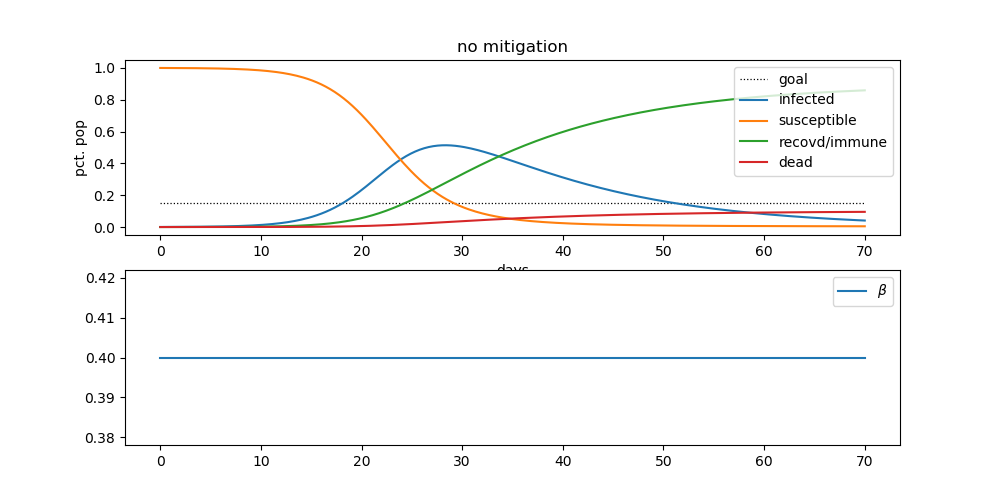 no mitigation
pct. pop
1.0
0.8
0.6
0.4
0.2
0.0
goal
infected
susceptible
recovd/immune
dead
0 10 20 30 40 50 60 70
days
0.42
0.41
0.40
0.39
0.38
β
0 10 20 30 40 50 60 70